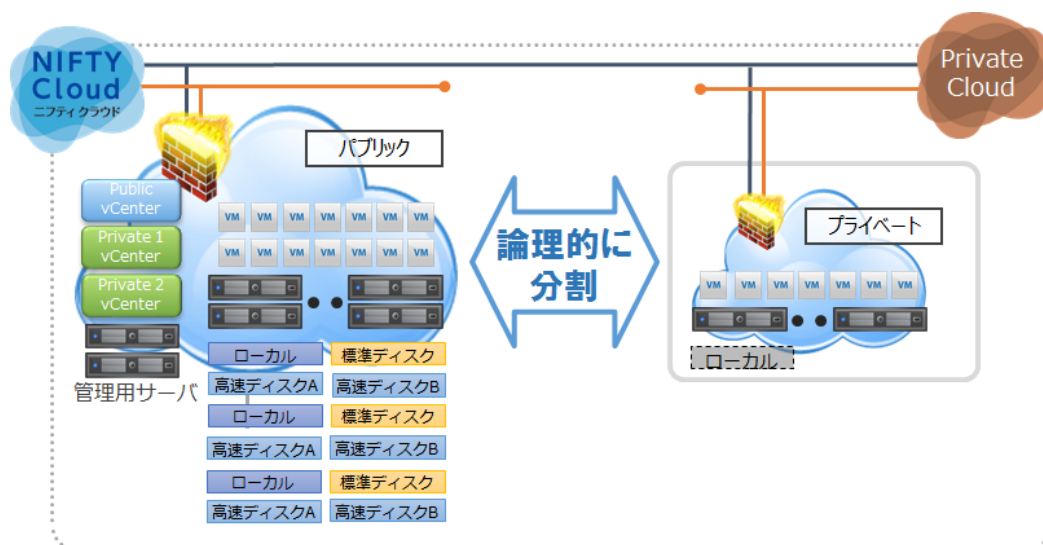 NIFTY
Cloud
ニフティクラウド
Private
Cloud
パブリック
Public
vCenter
Private 1
vCenter
Private 2
vCenter
VM VM VM VM VM VM VM
VM VM VM VM VM VM VM
管理用サーバ
ローカル 標準ディスク
高速ディスクA 高速ディスクB
ローカル 標準ディスク
高速ディスクA 高速ディスクB
ローカル 標準ディスク
高速ディスクA 高速ディスクB
論理的に
分割
プライベート
VM VM VM VM VM VM VM
ローカル